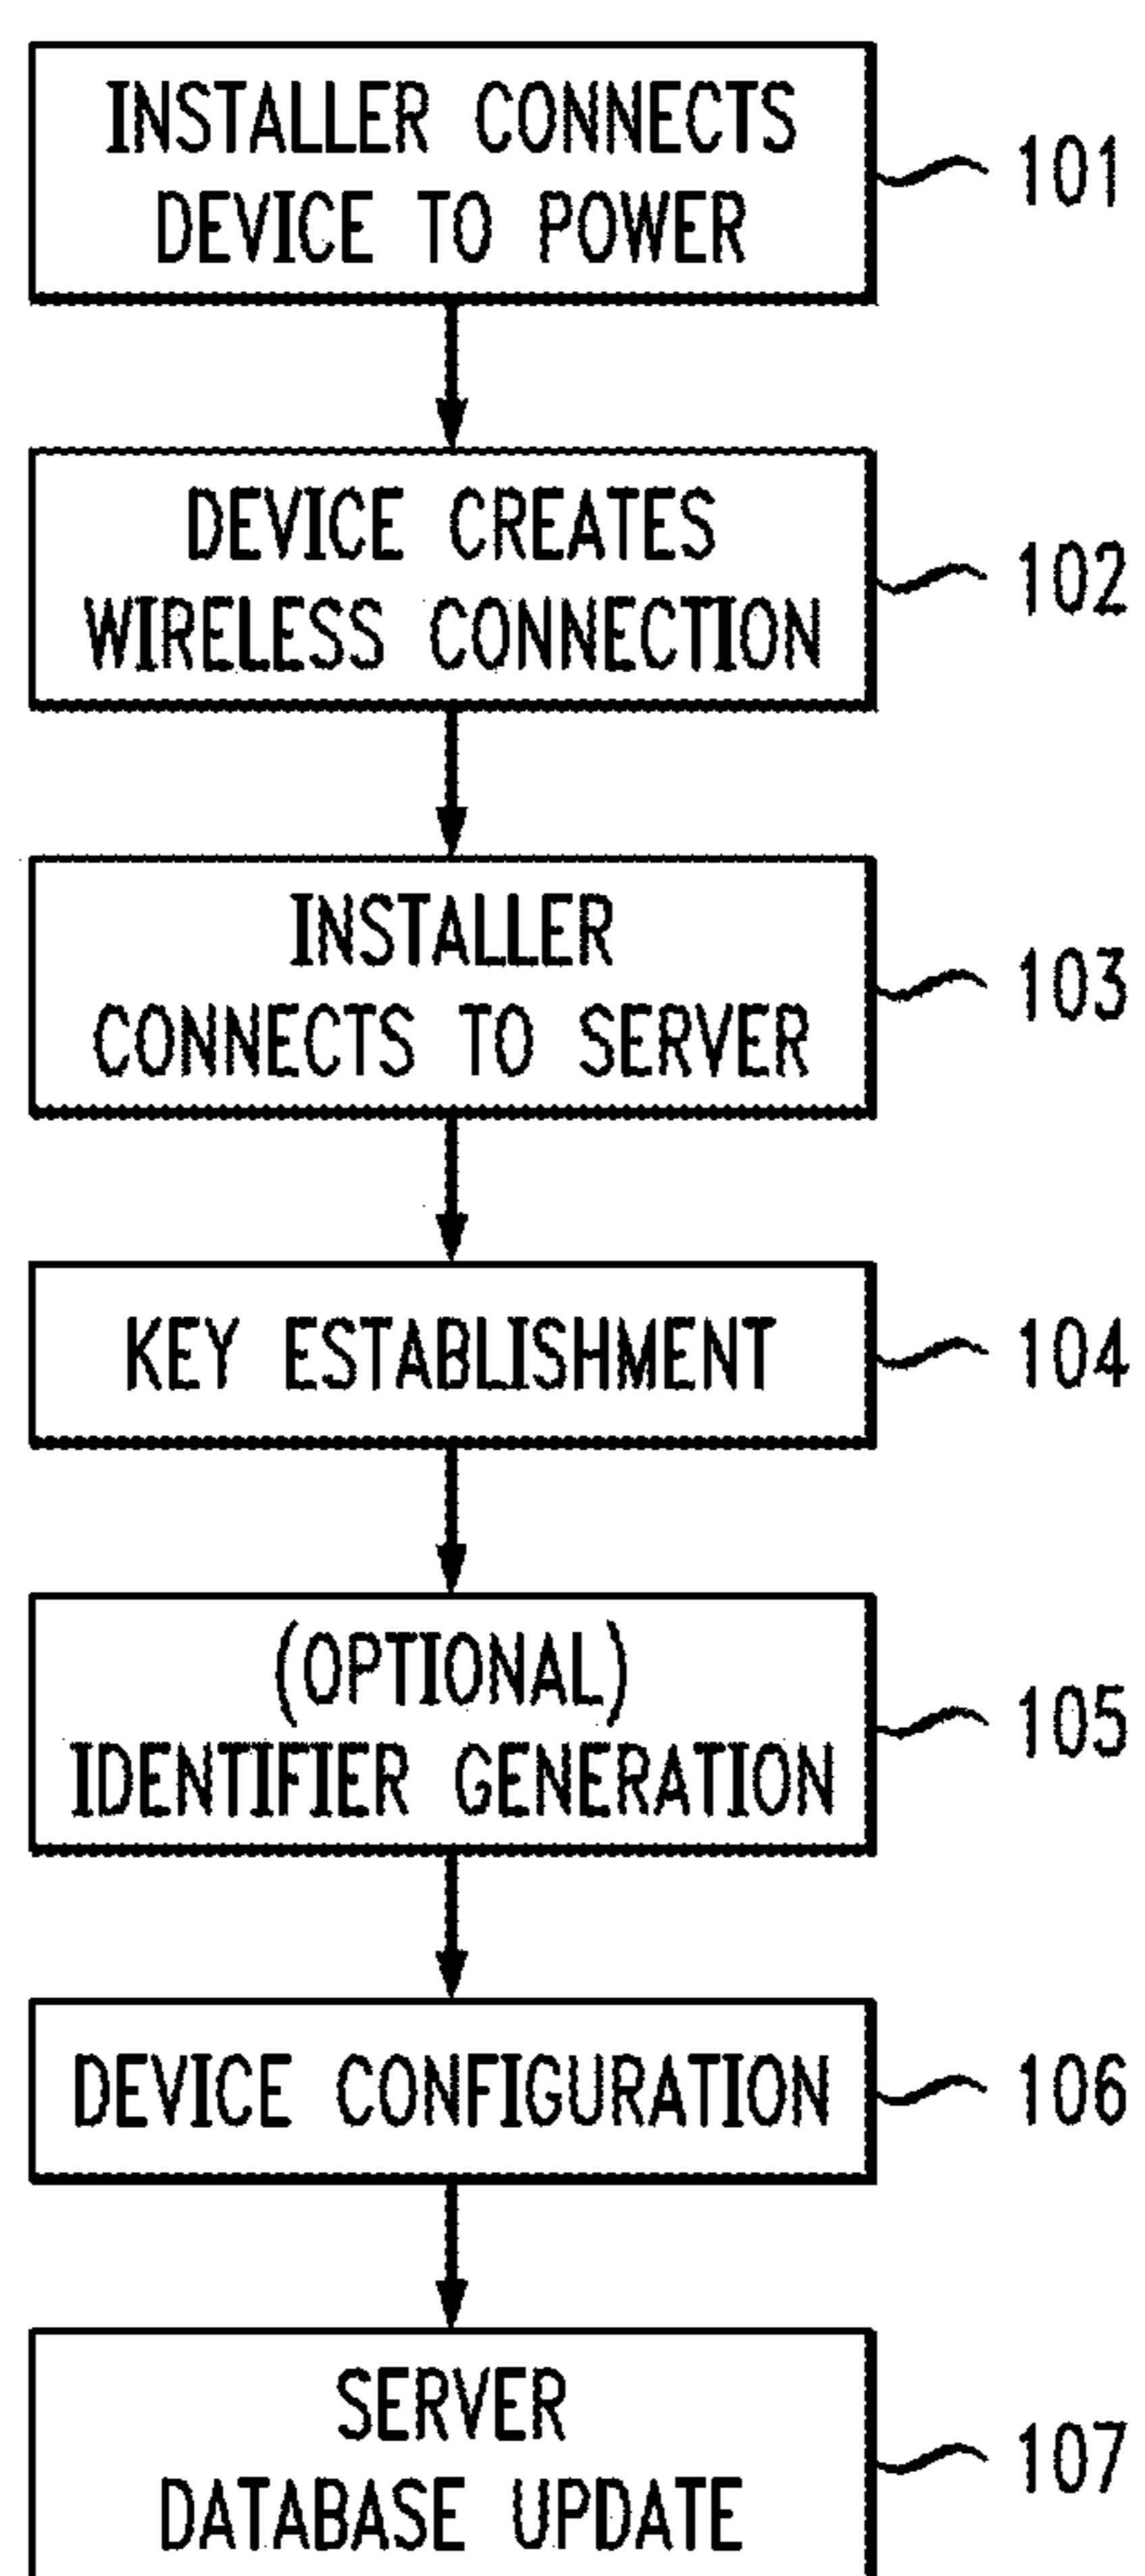 INSTALLER CONNECTS
DEVICE TO POWER
101
DEVICE CREATES
WIRELESS CONNECTION
102
INSTALLER
CONNECTS TO SERVER
103
KEY ESTABLISHMENT
104
(OPTIONAL)
IDENTIFIER GENERATION
105
DEVICE CONFIGURATION
106
SERVER
DATABASE UPDATE
107